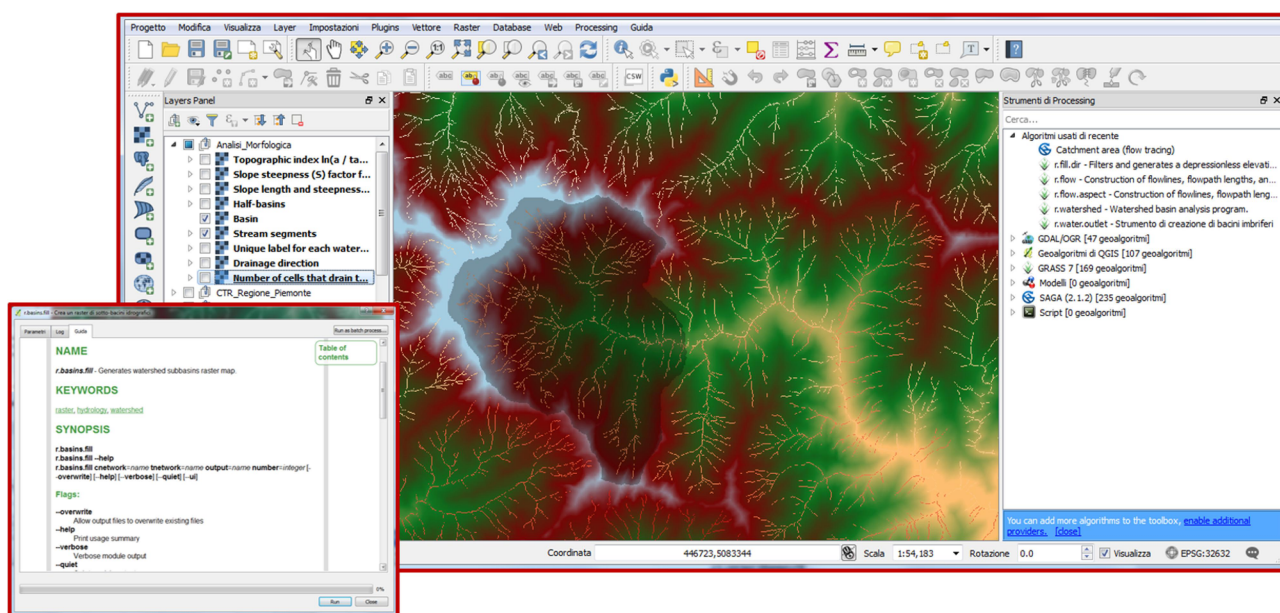 Progetto Modifica Visualizza Layer Impostazioni Plugins Vettore Raster Database Web Processing Guida
Layers Panel
Analisi_Morfologica
Topographic index ln(a / ta...
Slope steepness (S) factor f...
Slope length and steepness...
Half-basins
Basin
Stream segments
Unique label for each water...
Drainage direction
Number of cells that drain t...
CTR_Regione_Piemonte
Strumenti di Processing
Cerca...
Algoritmi usati di recente
Catchment area (flow tracing)
r.fill.dir - Filters and generates a depressionless elevati...
r.flow - Construction of flowlines, flowpath lengths, an...
r.flow.aspect - Construction of flowlines, flowpath leng...
r.watershed - Watershed basin analysis program.
r.water.outlet - Strumento di creazione di bacini imbriferi
GDAL/OGR [47 geoalgoritmi]
Geoalgoritmi di QGIS [107 geoalgoritmi]
GRASS 7 [169 geoalgoritmi]
Modelli [0 geoalgoritmi]
SAGA (2.1.2) [235 geoalgoritmi]
Script [0 geoalgoritmi]
You can add more algorithms to the toolbox, enable additional
providers. [close]
Coordinata 446723,5083344 Scala 1:54,183 Rotazione 0.0 Visualizza EPSG:32632
r.basins.fill - Crea un raster di sotto-bacini idrografici
Parametri Log Guida Run as batch process...
Table of
contents
NAME
r.basins.fill - Generates watershed subbasins raster map.
KEYWORDS
raster, hydrology, watershed
SYNOPSIS
r.basins.fill
r.basins.fill --help
r.basins.fill cnetwork=name tnetwork=name output=name number=integer [-
-overwrite] [--help] [--verbose] [--quiet] [--ui]
Flags:
--overwrite
Allow output files to overwrite existing files
--help
Print usage summary
--verbose
Verbose module output
--quiet
0%
Run Close